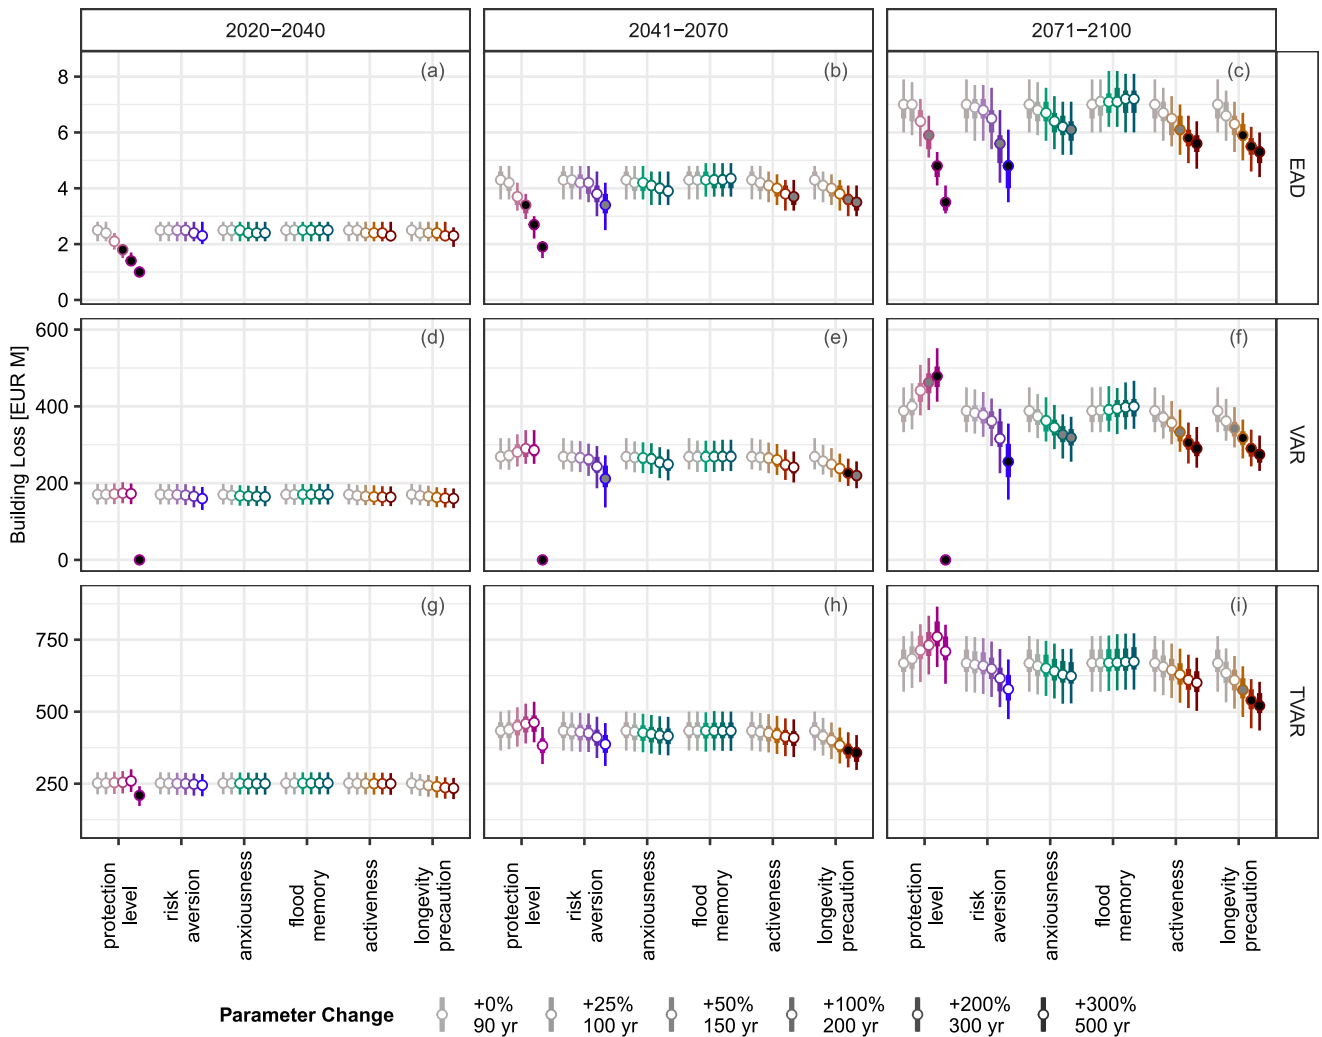 2020−2040 2041−2070 2071−2100
(a) (b) (c)
8
6
4
2
0
EAD
(d) (e) (f)
600
400
200
0
VAR
Building Loss [EUR M]
(g) (h) (i)
750
500
250
TVAR
protection level
risk aversion
anxiousness
flood memory
activeness
longevity precaution
protection level
risk aversion
anxiousness
flood memory
activeness
longevity precaution
protection level
risk aversion
anxiousness
flood memory
activeness
longevity precaution
Parameter Change
+0% +25% +50% +100% +200% +300%
90 yr 100 yr 150 yr 200 yr 300 yr 500 yr